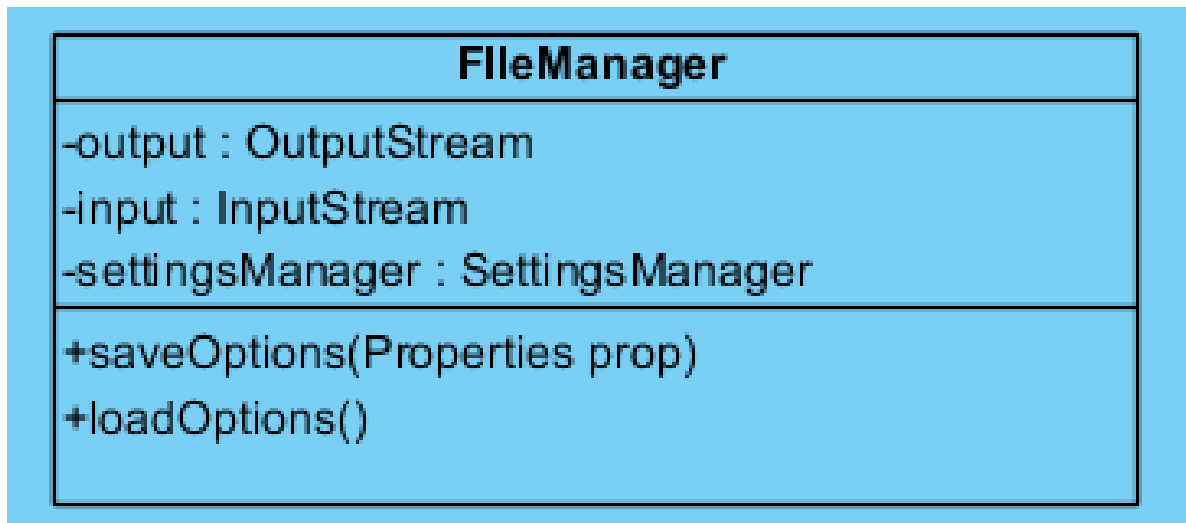 FIleManager
-output : OutputStream
-input : InputStream
-settingsManager : SettingsManager
+saveOptions(Properties prop)
+loadOptions()